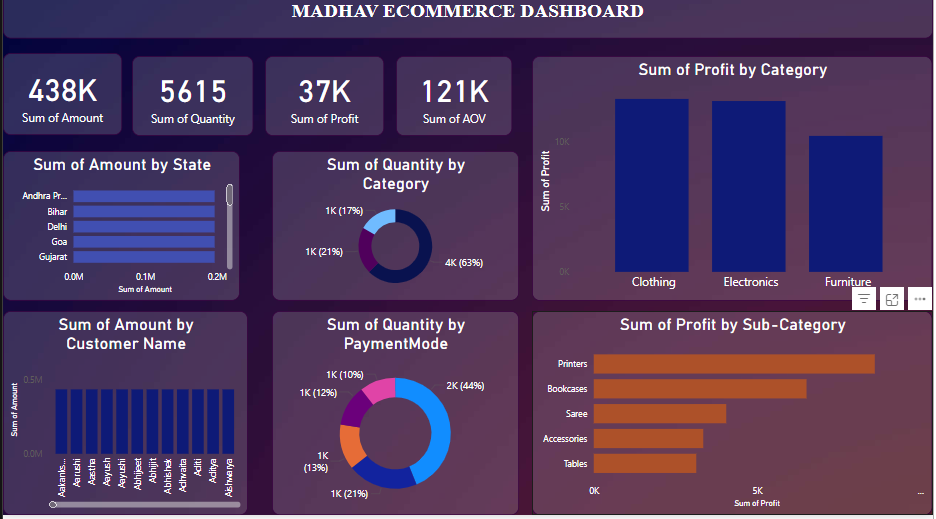 MADHAV ECOMMERCE DASHBOARD
438K
Sum of Amount
5615
Sum of Quantity
37K
Sum of Profit
121K
Sum of AOV
Sum of Profit by Category
Sum of Profit
10K
5K
0K
Clothing
Electronics
Furniture
Sum of Amount by State
Andhra Pr...
Bihar
Delhi
Goa
Gujarat
0.0M
0.1M
0.2M
Sum of Amount
Sum of Quantity by
Category
1K (17%)
1K (21%)
4K (63%)
Sum of Amount by
Customer Name
Sum of Amount
0.5M
0.0M
Aakanks...
Aarushi
Aastha
Aayush
Aayushi
Abhijeet
Abhijit
Abhishek
Adhvaita
Aditi
Aditya
Aishwarya
Sum of Quantity by
PaymentMode
1K (10%)
1K (12%)
1K
(13%)
1K (21%)
2K (44%)
Sum of Profit by Sub-Category
Printers
Bookcases
Saree
Accessories
Tables
0K
5K
...
Sum of Profit